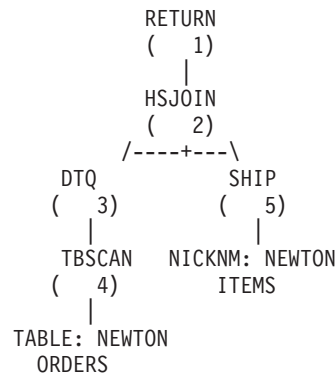 RETURN
(   1)
|
HSJOIN
(   2)
/----+---\
DTQ SHIP
(   3) (   5)
| |
TBSCAN NICKNM: NEWTON
(   4) ITEMS
|
TABLE: NEWTON
ORDERS